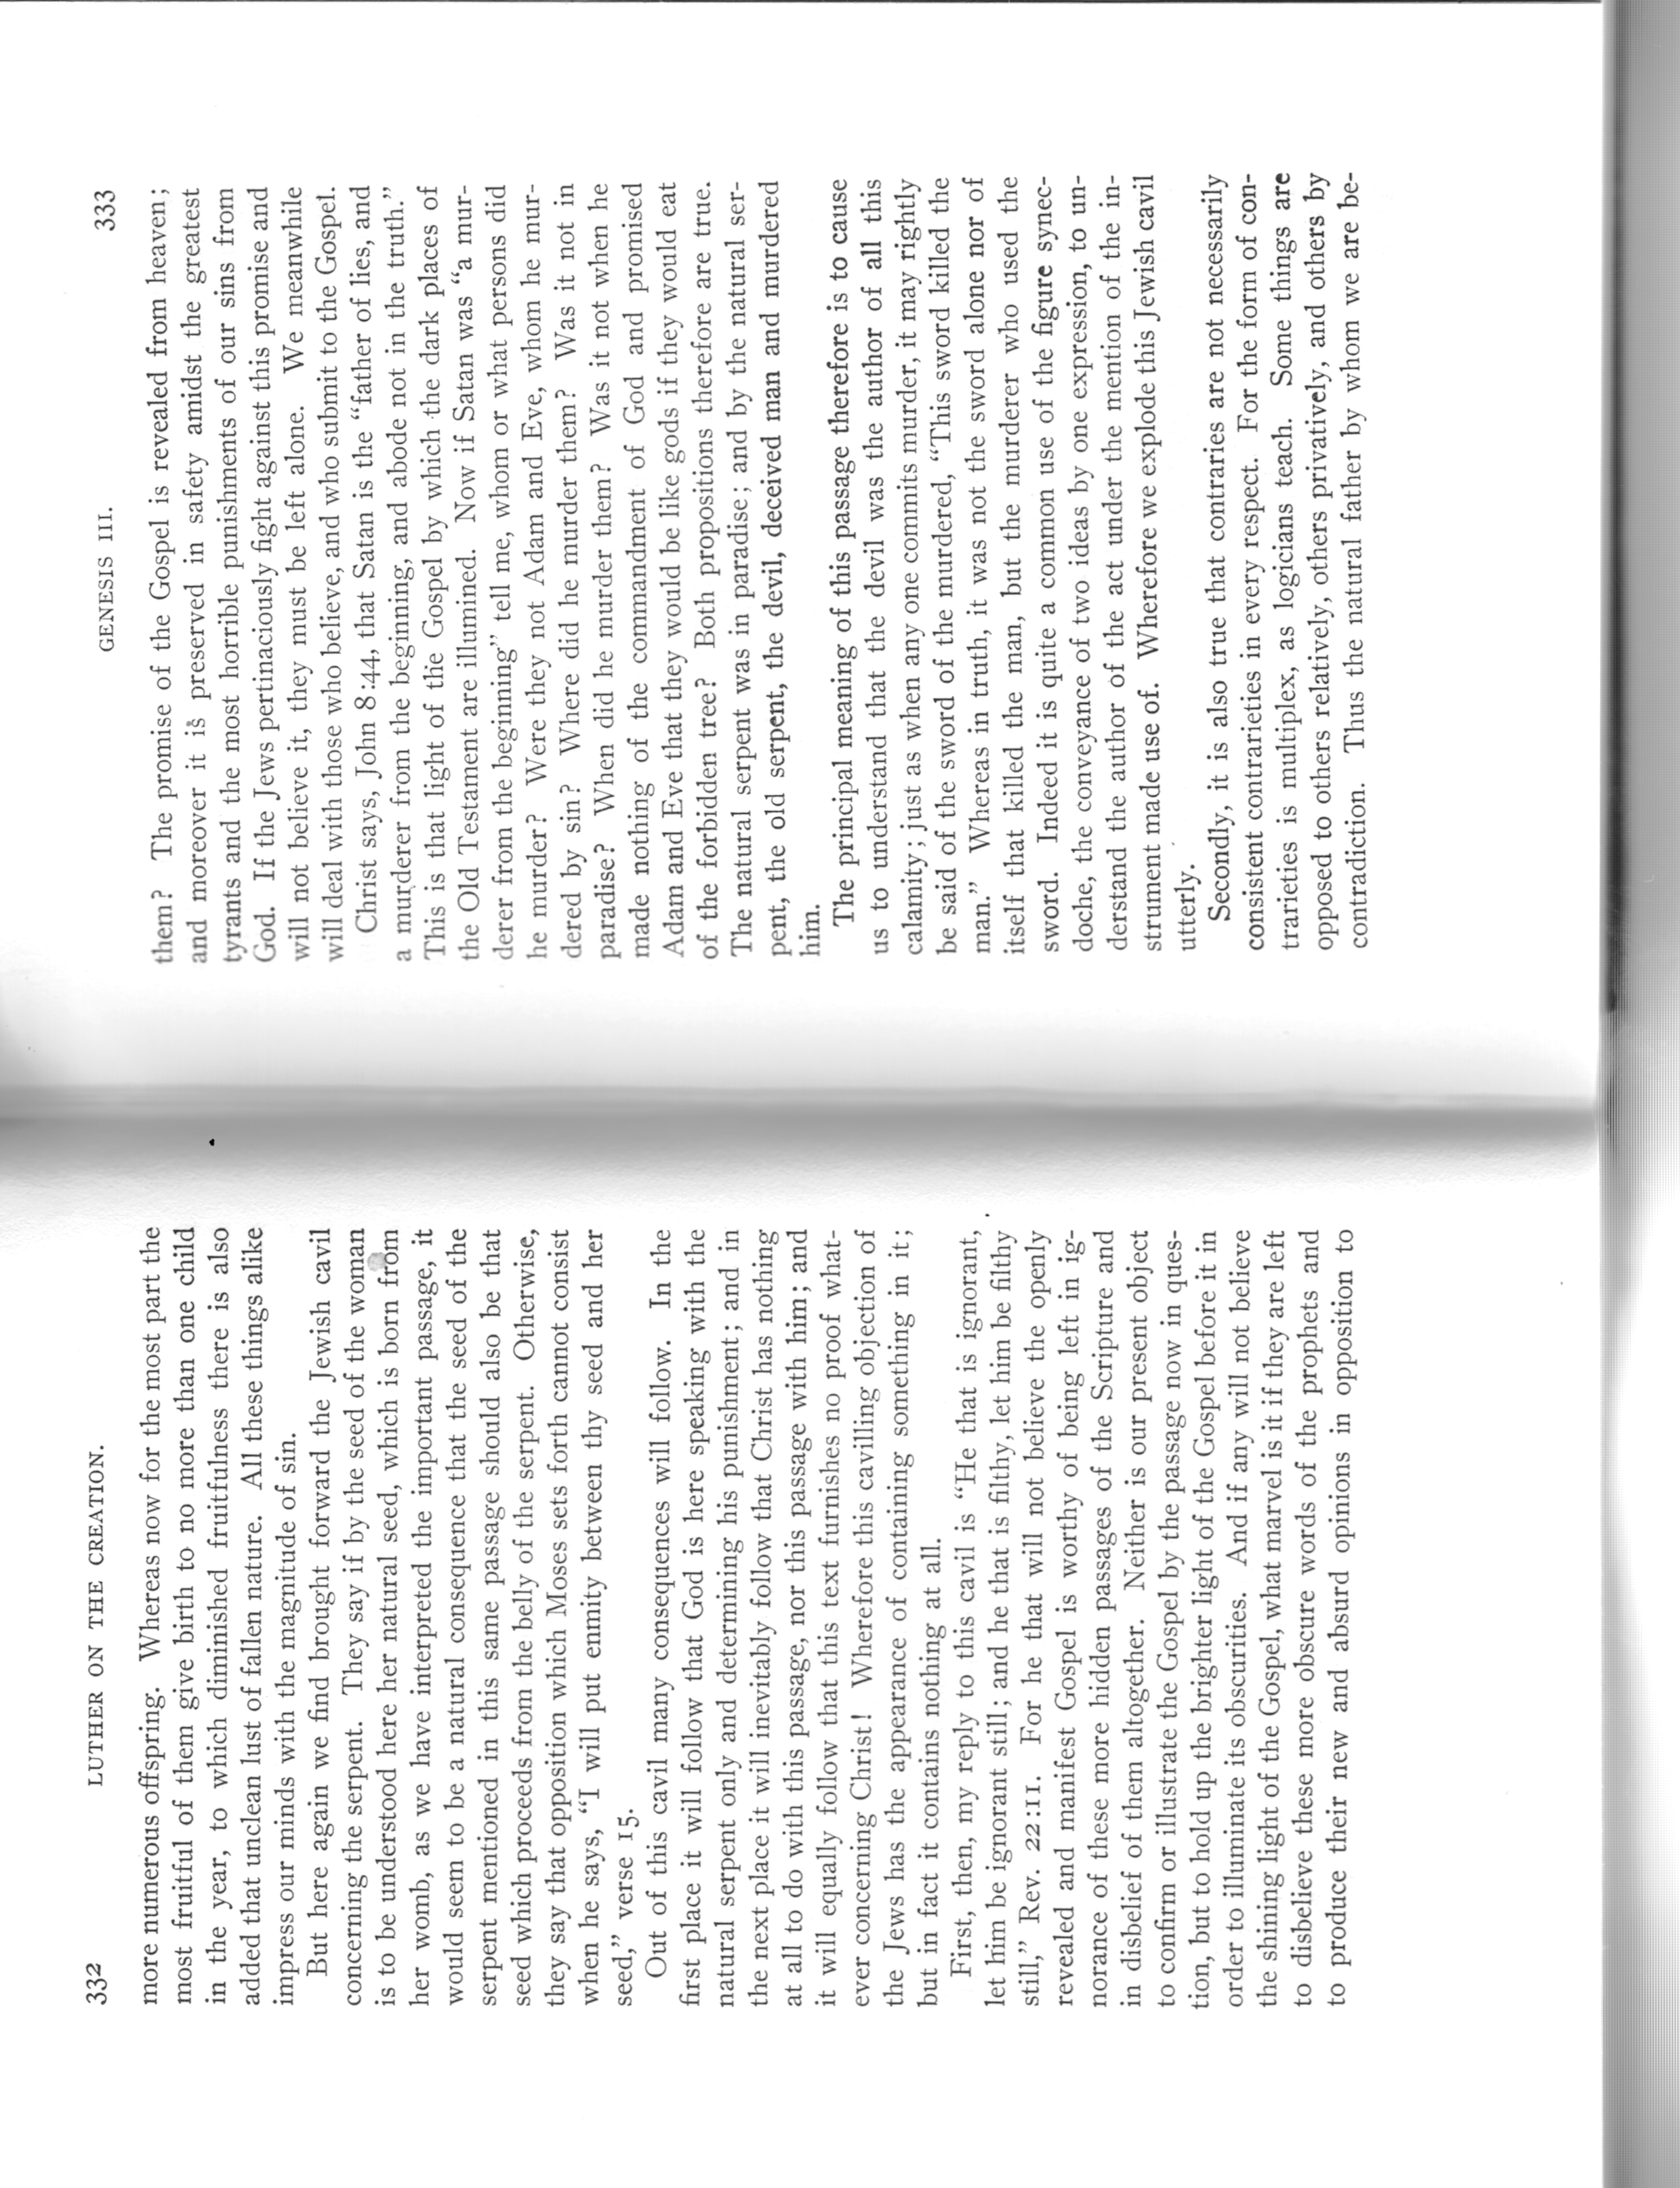 332
LUTHER ON THE CREATION.
more numerous offspring. Whereas now for the most part the
most fruitful of them give birth to no more than one child
in the year, to which diminished fruitfulness there is also
added that unclean lust of fallen nature. All these things alike
impress our minds with the magnitude of sin.
But here again we find brought forward the Jewish cavil
concerning the serpent. They say if by the seed of the woman
is to be understood here her natural seed, which is born from
her womb, as we have interpreted the important passage, it
would seem to be a natural consequence that the seed of the
serpent mentioned in this same passage should also be that
seed which proceeds from the belly of the serpent. Otherwise,
they say that opposition which Moses sets forth cannot consist
when he says, “I will put enmity between thy seed and her
seed,” verse 15.
Out of this cavil many consequences will follow. In the
first place it will follow that God is here speaking with the
natural serpent only and determining his punishment; and in
the next place it will inevitably follow that Christ has nothing
at all to do with this passage, nor this passage with him; and
it will equally follow that this text furnishes no proof what-
ever concerning Christ! Wherefore this cavilling objection of
the Jews has the appearance of containing something in it;
but in fact it contains nothing at all.
First, then, my reply to this cavil is “He that is ignorant,
let him be ignorant still; and he that is filthy, let him be filthy
still,” Rev. 22:11. For he that will not believe the openly
revealed and manifest Gospel is worthy of being left in ig-
norance of these more hidden passages of the Scripture and
in disbelief of them altogether. Neither is our present object
to confirm or illustrate the Gospel by the passage now in ques-
tion, but to hold up the brighter light of the Gospel before it in
order to illuminate its obscurities. And if any will not believe
the shining light of the Gospel, what marvel is it if they are left
to disbelieve these more obscure words of the prophets and
to produce their new and absurd opinions in opposition to
GENESIS III.
333
them? The promise of the Gospel is revealed from heaven;
and moreover it is preserved in safety amidst the greatest
tyrants and the most horrible punishments of our sins from
God. If the Jews pertinaciously fight against this promise and
will not believe it, they must be left alone. We meanwhile
will deal with those who believe, and who submit to the Gospel.
Christ says, John 8:44, that Satan is the “father of lies, and
a murderer from the beginning, and abode not in the truth.”
This is that light of the Gospel by which the dark places of
the Old Testament are illumined. Now if Satan was “a mur-
derer from the beginning” tell me, whom or what persons did
he murder? Were they not Adam and Eve, whom he mur-
dered by sin? Where did he murder them? Was it not in
paradise? When did he murder them? Was it not when he
made nothing of the commandment of God and promised
Adam and Eve that they would be like gods if they would eat
of the forbidden tree? Both propositions therefore are true.
The natural serpent was in paradise; and by the natural ser-
pent, the old serpent, the devil, deceived man and murdered
him.
The principal meaning of this passage therefore is to cause
us to understand that the devil was the author of all this
calamity; just as when any one commits murder, it may rightly
be said of the sword of the murdered, “This sword killed the
man.” Whereas in truth, it was not the sword alone nor of
itself that killed the man, but the murderer who used the
sword. Indeed it is quite a common use of the figure synec-
doche, the conveyance of two ideas by one expression, to un-
derstand the author of the act under the mention of the in-
strument made use of. Wherefore we explode this Jewish cavil
utterly.
Secondly, it is also true that contraries are not necessarily
consistent contrarieties in every respect. For the form of con-
trarieties is multiplex, as logicians teach. Some things are
opposed to others relatively, others privatively, and others by
contradiction. Thus the natural father by whom we are be-